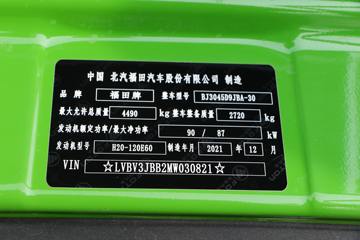 中国 北汽福田汽车股份有限公司 制造
品牌 福田牌 整车型号 BJ3045D9JBA-30
最大允许总质量 4490 kg 整车整备质量 2720 kg
发动机额定功率/最大净功率 90 / 87 kW
发动机型号 H20-120E60 制造年月 2021 年 12 月
VIN ☆LVBV3JBB2MW030821☆